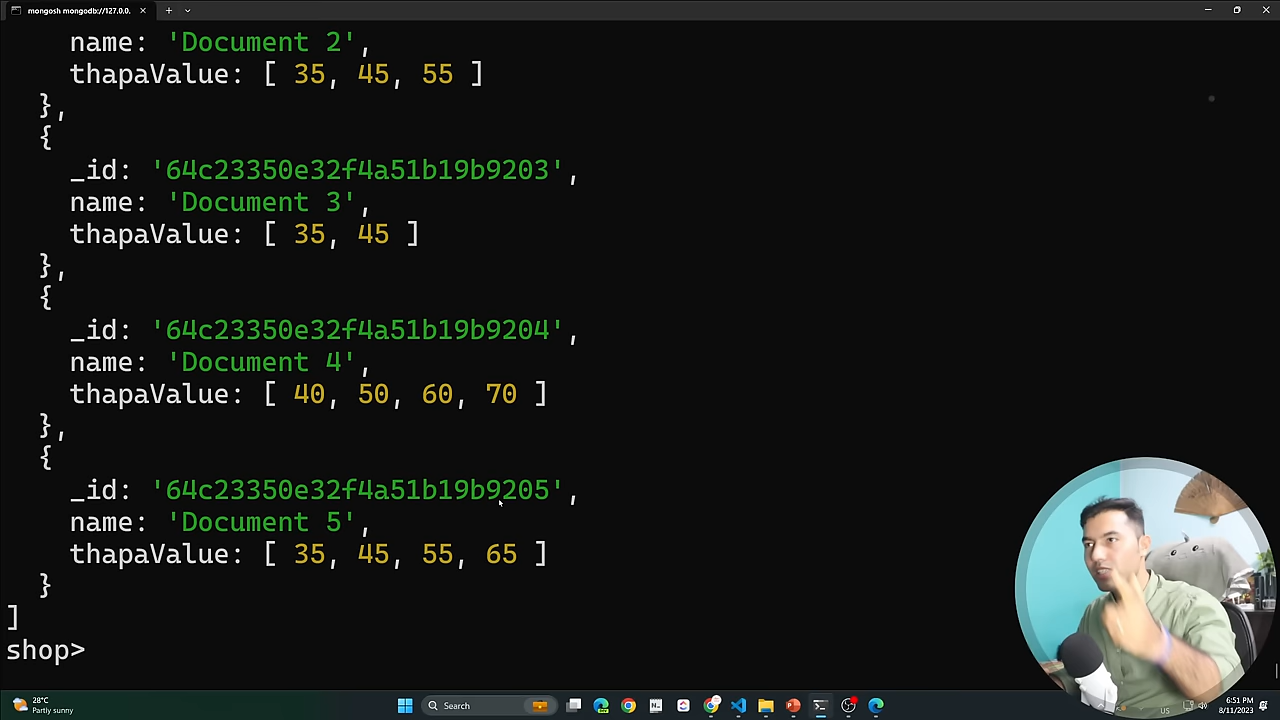 mongosh mongodb://127.0.0.
name: 'Document 2',
thapaValue: [ 35, 45, 55 ]
},
{
_id: '64c23350e32f4a51b19b9203',
name: 'Document 3',
thapaValue: [ 35, 45 ]
},
{
_id: '64c23350e32f4a51b19b9204',
name: 'Document 4',
thapaValue: [ 40, 50, 60, 70 ]
},
{
_id: '64c23350e32f4a51b19b9205',
name: 'Document 5',
thapaValue: [ 35, 45, 55, 65 ]
}
]
shop>
28°C
Partly sunny
Search
US
6:51 PM
8/11/2023